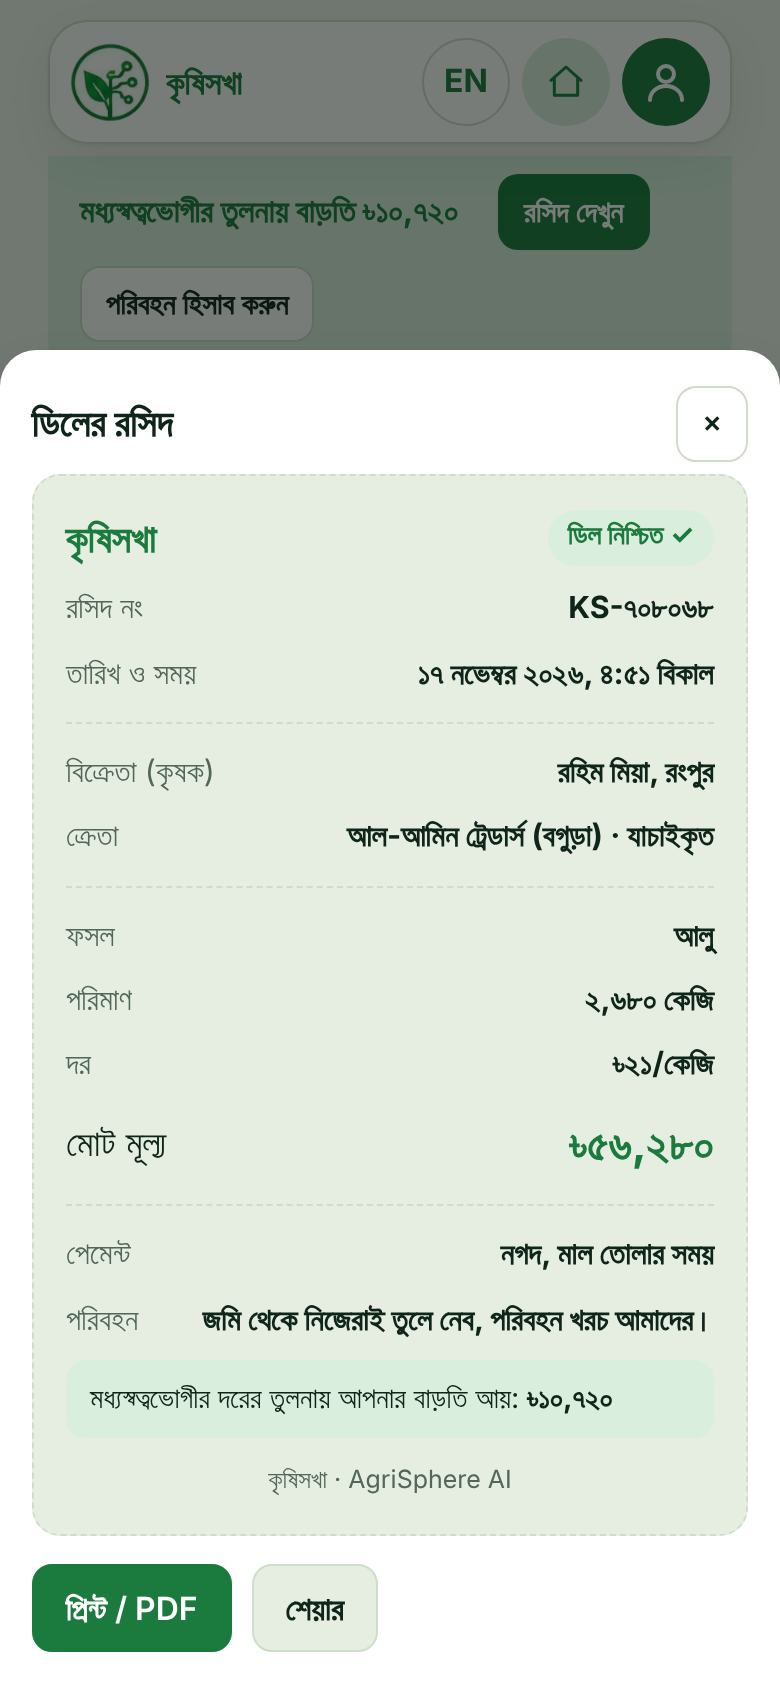 কৃষিসখা
EN
মধ্যস্বত্বভোগীর তুলনায় বাড়তি ৳১০,৭২০
রসিদ দেখুন
পরিবহন হিসাব করুন
ডিলের রসিদ
×
কৃষিসখা
ডিল নিশ্চিত ✓
রসিদ নং KS-৭০৮০৬৮
তারিখ ও সময় ১৭ নভেম্বর ২০২৬, ৪:৫১ বিকাল
বিক্রেতা (কৃষক) রহিম মিয়া, রংপুর
ক্রেতা আল-আমিন ট্রেডার্স (বগুড়া) · যাচাইকৃত
ফসল আলু
পরিমাণ ২,৬৮০ কেজি
দর ৳২১/কেজি
মোট মূল্য ৳৫৬,২৮০
পেমেন্ট নগদ, মাল তোলার সময়
পরিবহন জমি থেকে নিজেরাই তুলে নেব, পরিবহন খরচ আমাদের।
মধ্যস্বত্বভোগীর দরের তুলনায় আপনার বাড়তি আয়: ৳১০,৭২০
কৃষিসখা · AgriSphere AI
প্রিন্ট / PDF
শেয়ার